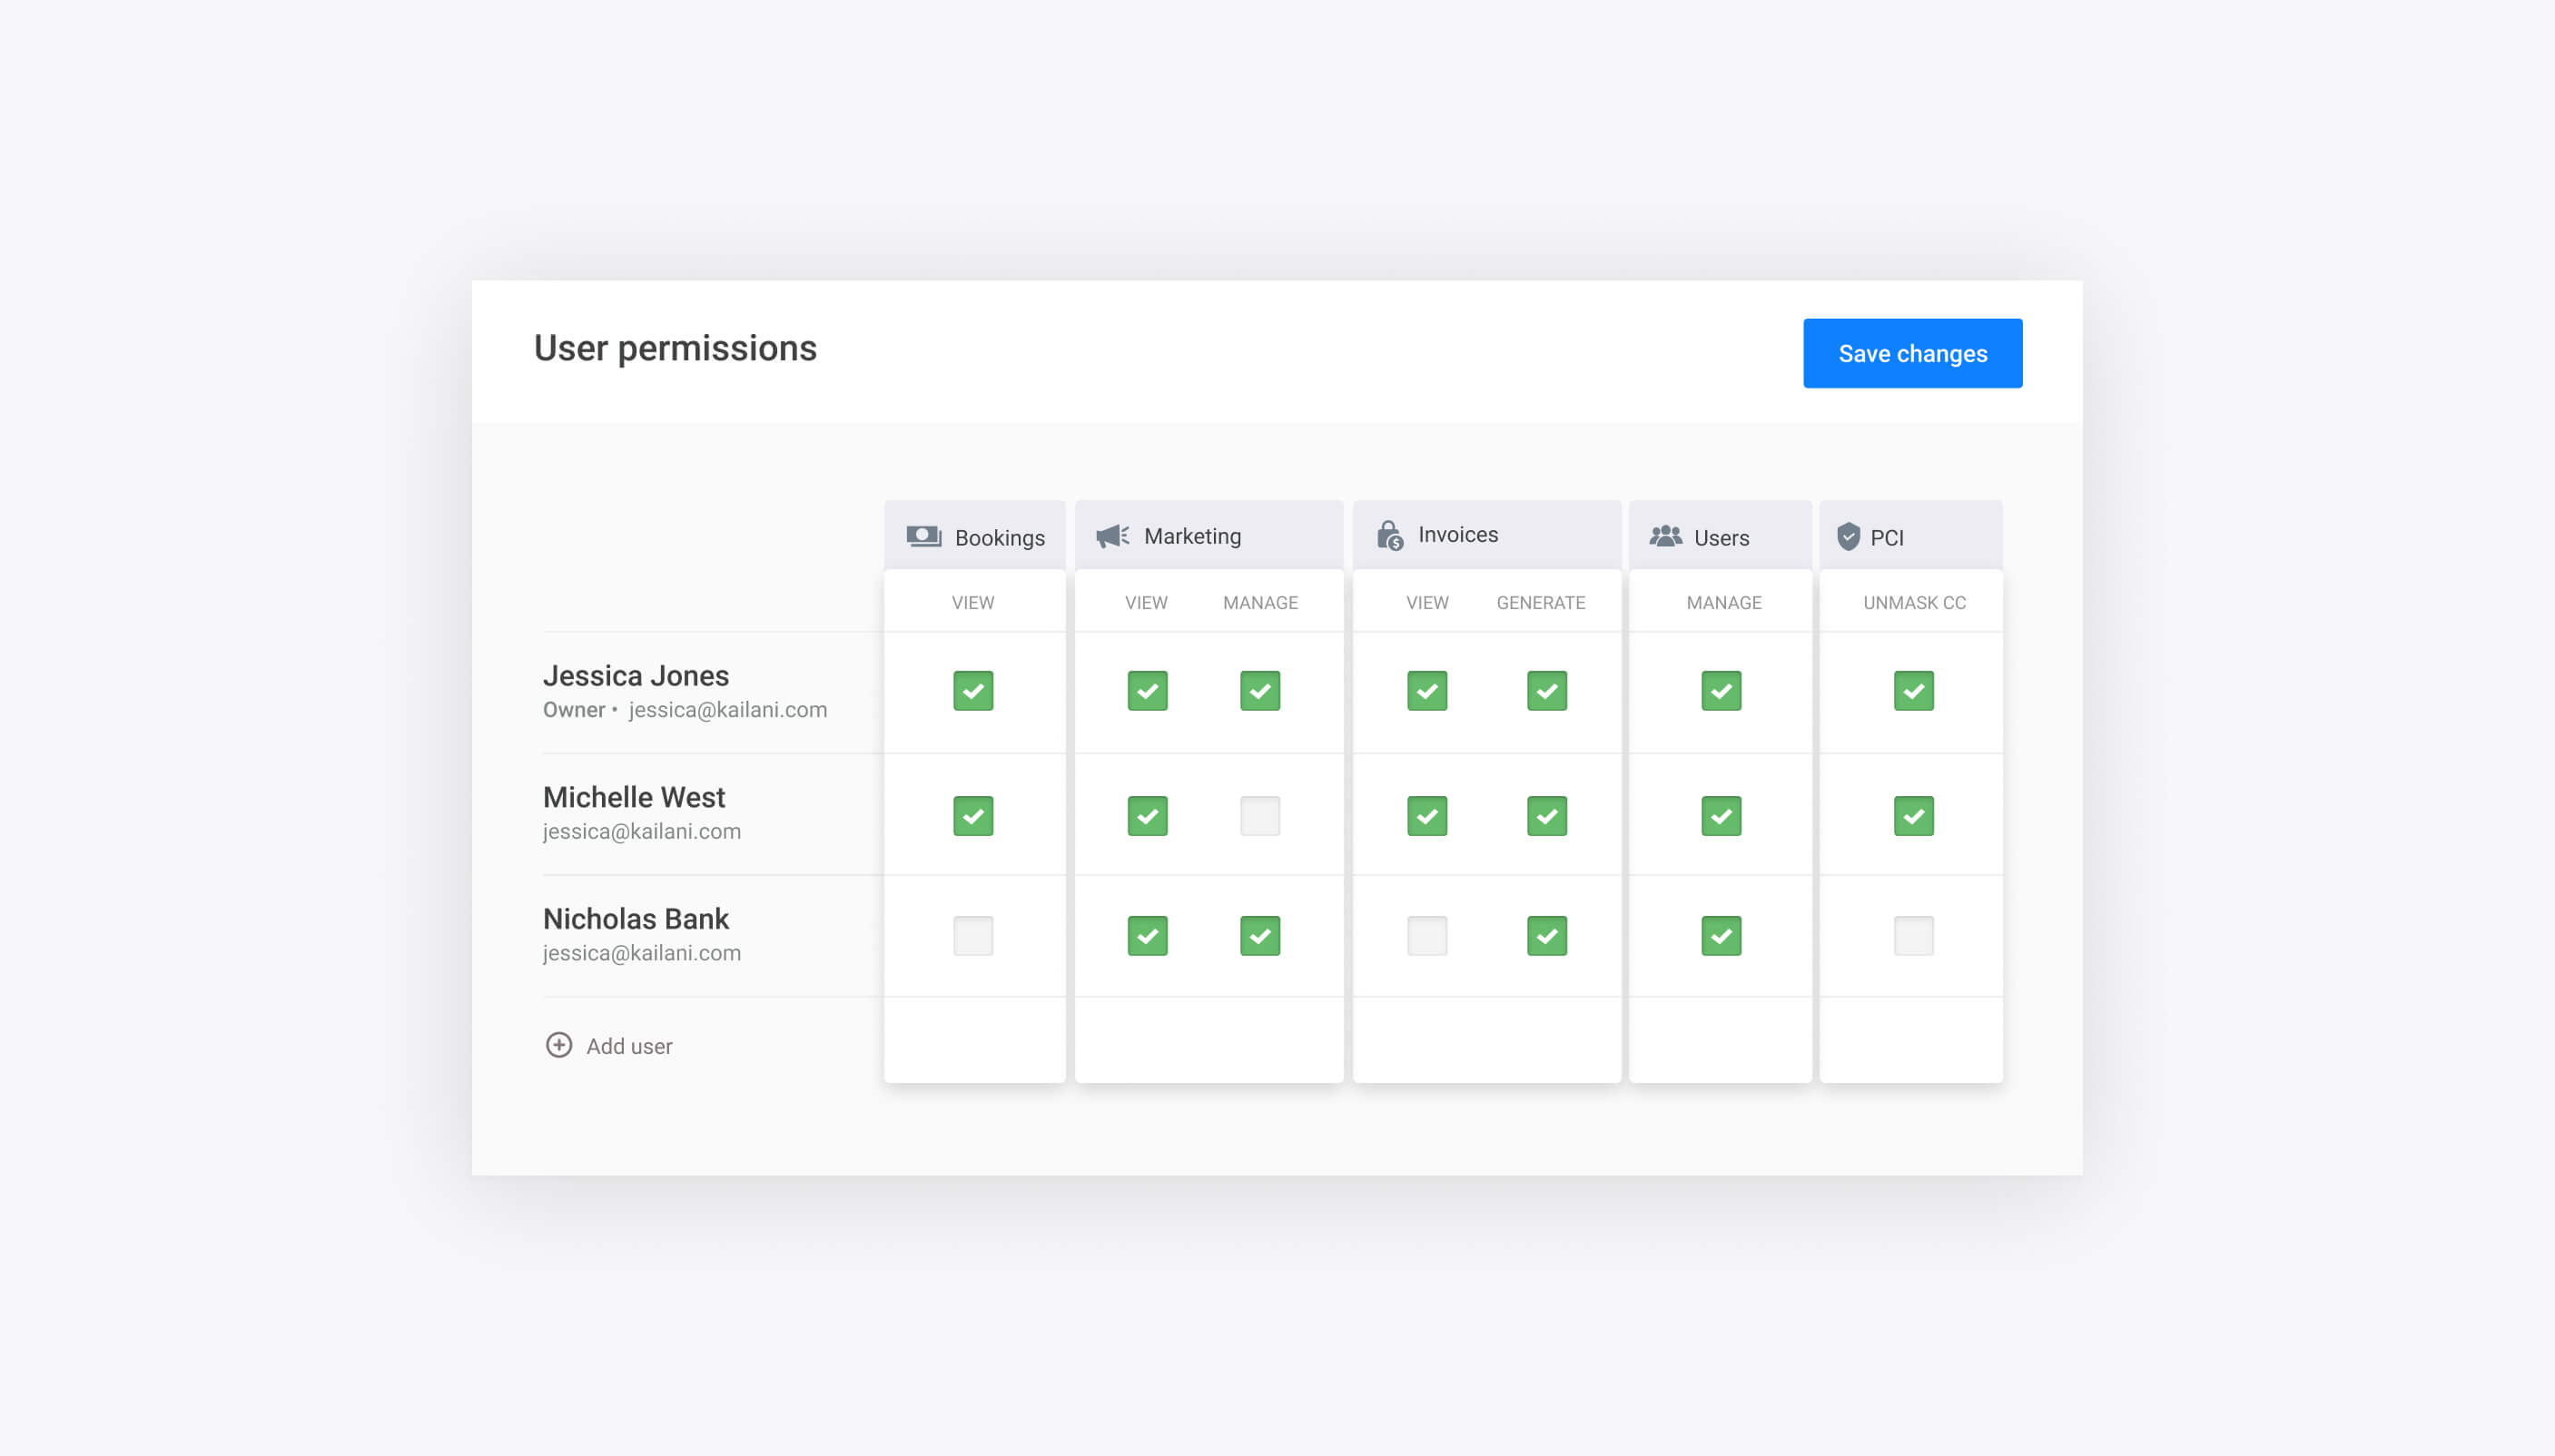 User permissions
Save changes
Bookings Marketing Invoices Users PCI
VIEW VIEW MANAGE VIEW GENERATE MANAGE UNMASK CC
Jessica Jones
Owner • jessica@kailani.com
Michelle West
jessica@kailani.com
Nicholas Bank
jessica@kailani.com
Add user